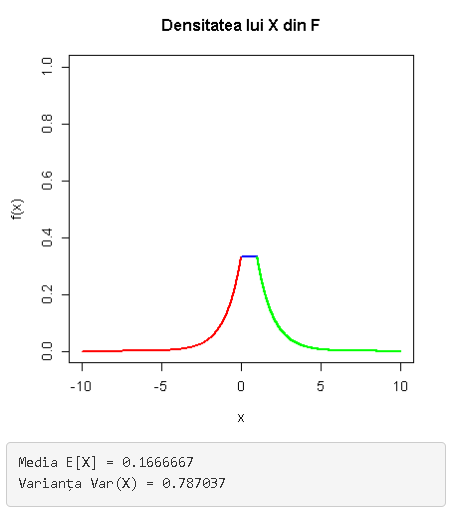 Densitatea lui X din F
1.0
0.8
0.6
0.4
0.2
0.0
f(x)
-10 -5 0 5 10
x
Media E[X] = 0.1666667
Varianța Var(X) = 0.787037